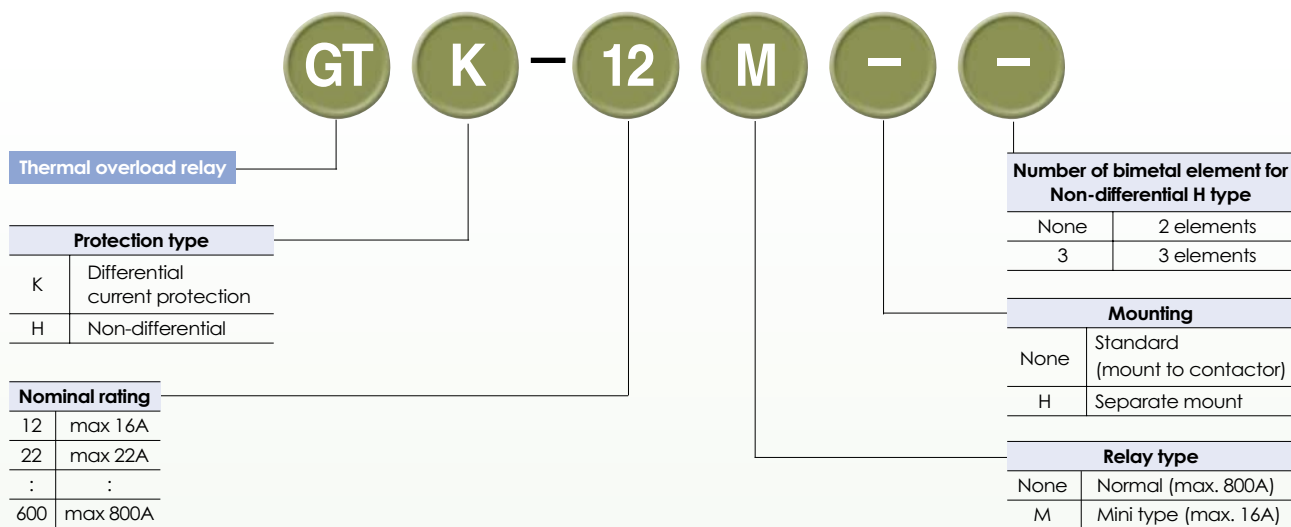 GT K – 12 M – –
Thermal overload relay
Protection type
K Differential
current protection
H Non-differential
Nominal rating
12 max 16A
22 max 22A
: :
600 max 800A
Number of bimetal element for
Non-differential H type
None 2 elements
3 3 elements
Mounting
None Standard
(mount to contactor)
H Separate mount
Relay type
None Normal (max. 800A)
M Mini type (max. 16A)